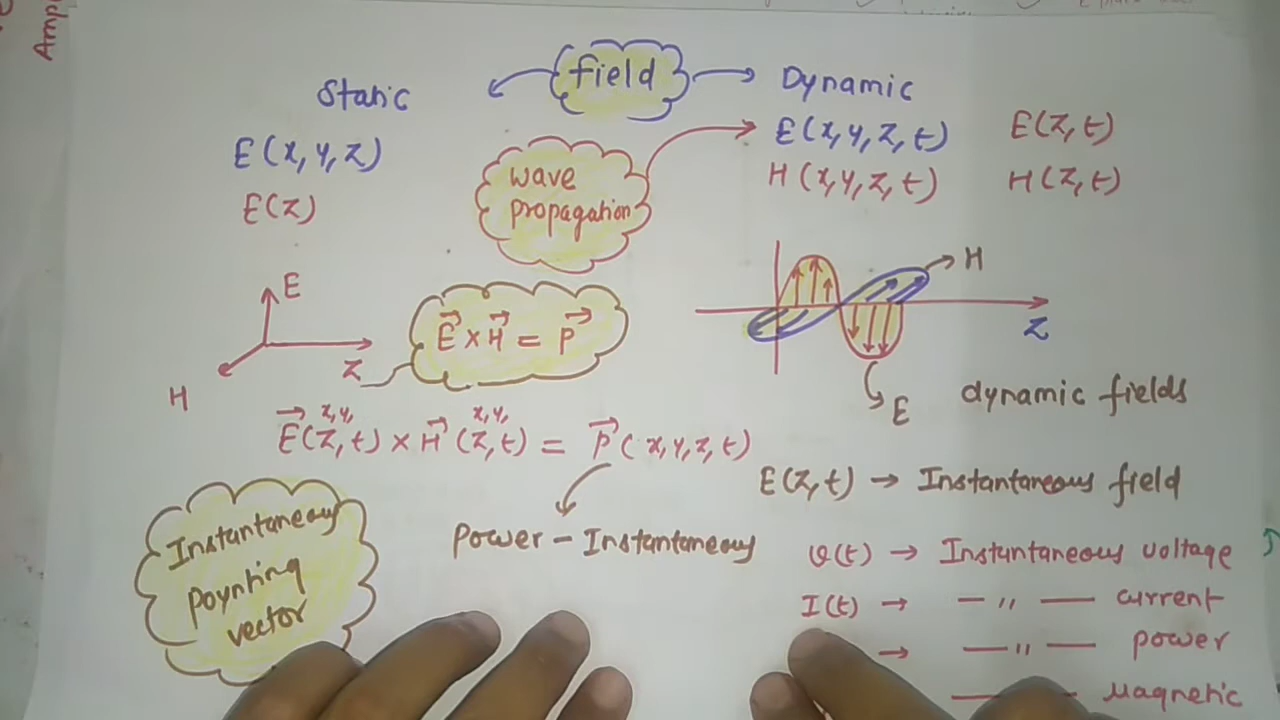 Amp
field
Static
Dynamic
E(x,y,z)
E(z)
wave
propagation
E(x,y,z,t)
E(z,t)
H(x,y,z,t)
H(z,t)
E
H
Z
E⃗ × H⃗ = P⃗
H
Z
E
dynamic fields
x,y, x,y,
E⃗(z,t) × H⃗(z,t) = P⃗(x,y,z,t)
Power - Instantaneous
Instantaneous
poynting
vector
E(z,t) → Instantaneous field
v(t) → Instantaneous voltage
I(t) → — " — current
→ — " — power
— Magnetic